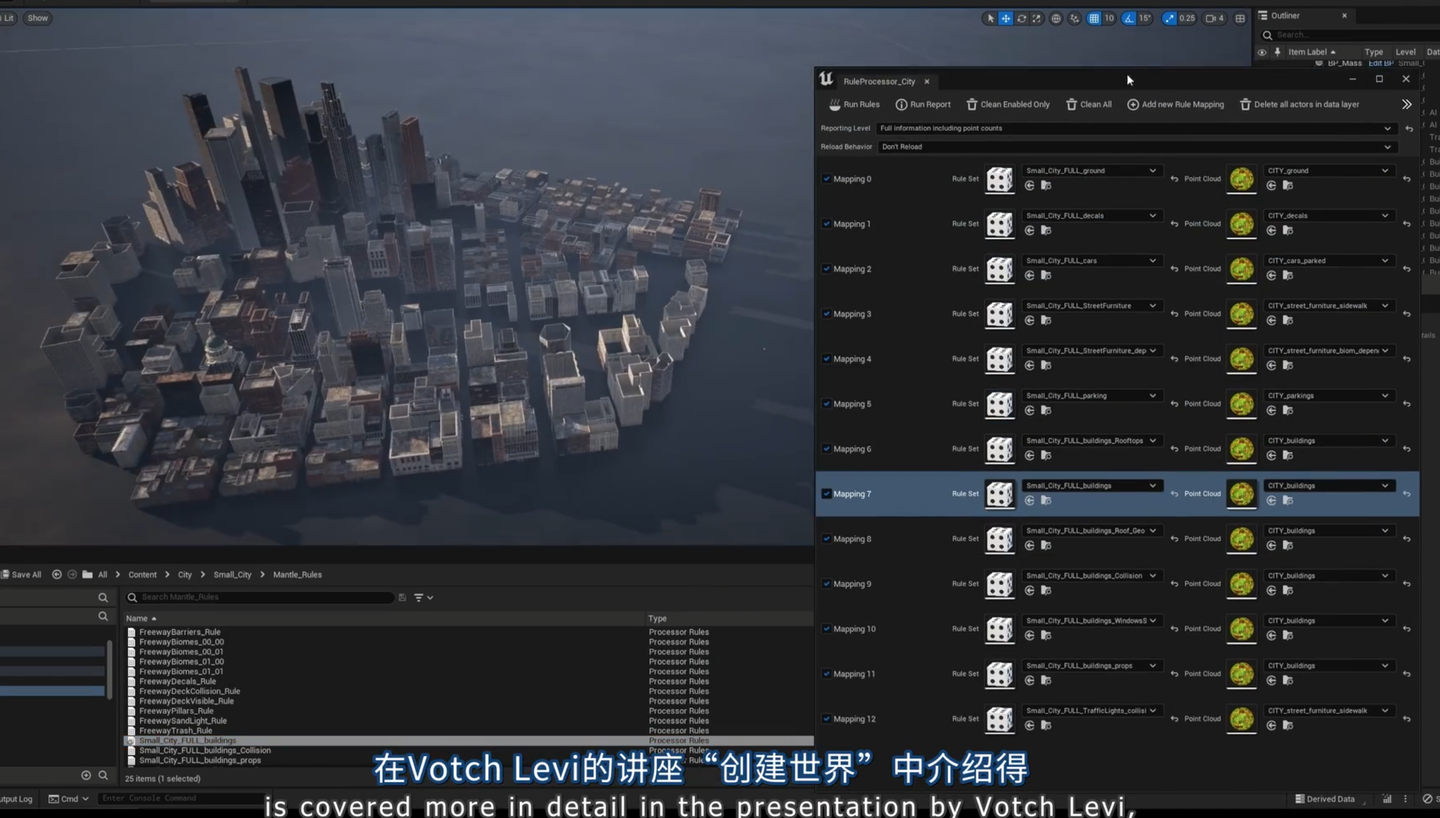 Lit Show
10 15° 0.25 4
Outliner
Search...
Item Label Type Level
BP_Mass Edit BP Small_C
RuleProcessor_City
Run Rules Run Report Clean Enabled Only Clean All Add new Rule Mapping Delete all actors in data layer
Reporting Level Full information including point counts
Reload Behavior Don't Reload
Mapping 0 Rule Set Small_City_FULL_ground Point Cloud CITY_ground
Mapping 1 Rule Set Small_City_FULL_decals Point Cloud CITY_decals
Mapping 2 Rule Set Small_City_FULL_cars Point Cloud CITY_cars_parked
Mapping 3 Rule Set Small_City_FULL_StreetFurniture Point Cloud CITY_street_furniture_sidewalk
Mapping 4 Rule Set Small_City_FULL_StreetFurniture_dep Point Cloud CITY_street_furniture_biom_depen
Mapping 5 Rule Set Small_City_FULL_parking Point Cloud CITY_parkings
Mapping 6 Rule Set Small_City_FULL_buildings_Rooftops Point Cloud CITY_buildings
Mapping 7 Rule Set Small_City_FULL_buildings Point Cloud CITY_buildings
Mapping 8 Rule Set Small_City_FULL_buildings_Roof_Geo Point Cloud CITY_buildings
Mapping 9 Rule Set Small_City_FULL_buildings_Collision Point Cloud CITY_buildings
Mapping 10 Rule Set Small_City_FULL_buildings_WindowsS Point Cloud CITY_buildings
Mapping 11 Rule Set Small_City_FULL_buildings_props Point Cloud CITY_buildings
Mapping 12 Rule Set Small_City_FULL_TrafficLights_collisi Point Cloud CITY_street_furniture_sidewalk
Save All All Content City Small_City Mantle_Rules
Search Mantle_Rules
Name Type
FreewayBarriers_Rule Processor Rules
FreewayBiomes_00_00 Processor Rules
FreewayBiomes_00_01 Processor Rules
FreewayBiomes_01_00 Processor Rules
FreewayBiomes_01_01 Processor Rules
FreewayDecals_Rule Processor Rules
FreewayDeckCollision_Rule Processor Rules
FreewayDeckVisible_Rule Processor Rules
FreewayPillars_Rule Processor Rules
FreewaySandLight_Rule Processor Rules
FreewayTrash_Rule Processor Rules
Small_City_FULL_buildings Processor Rules
Small_City_FULL_buildings_Collision
Small_City_FULL_buildings_props
25 items (1 selected)
utput Log Cmd Enter Console Command Derived Data
在Votch Levi的讲座“创建世界”中介绍得
is covered more in detail in the presentation by Votch Levi,